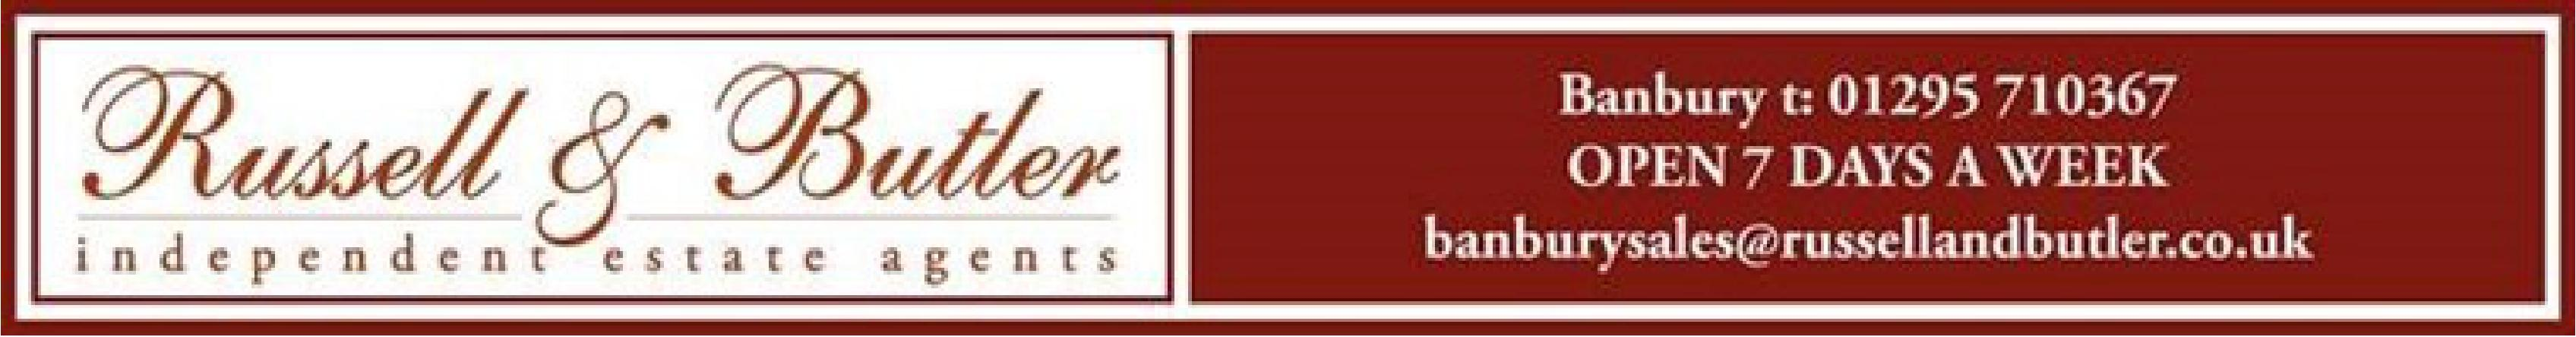 Russell & Butler
independent estate agents
Banbury t: 01295 710367
OPEN 7 DAYS A WEEK
banburysales@russellandbutler.co.uk